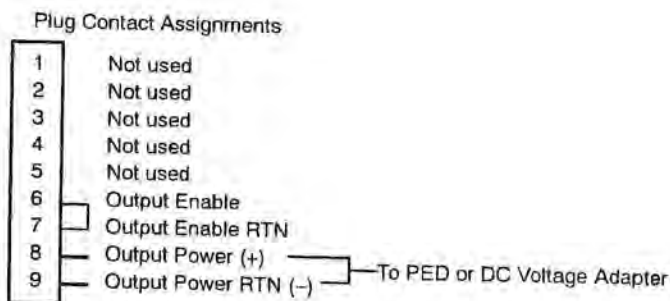 Plug Contact Assignments
1 Not used
2 Not used
3 Not used
4 Not used
5 Not used
6 Output Enable
7 Output Enable RTN
8 Output Power (+)
9 Output Power RTN (–)
To PED or DC Voltage Adapter